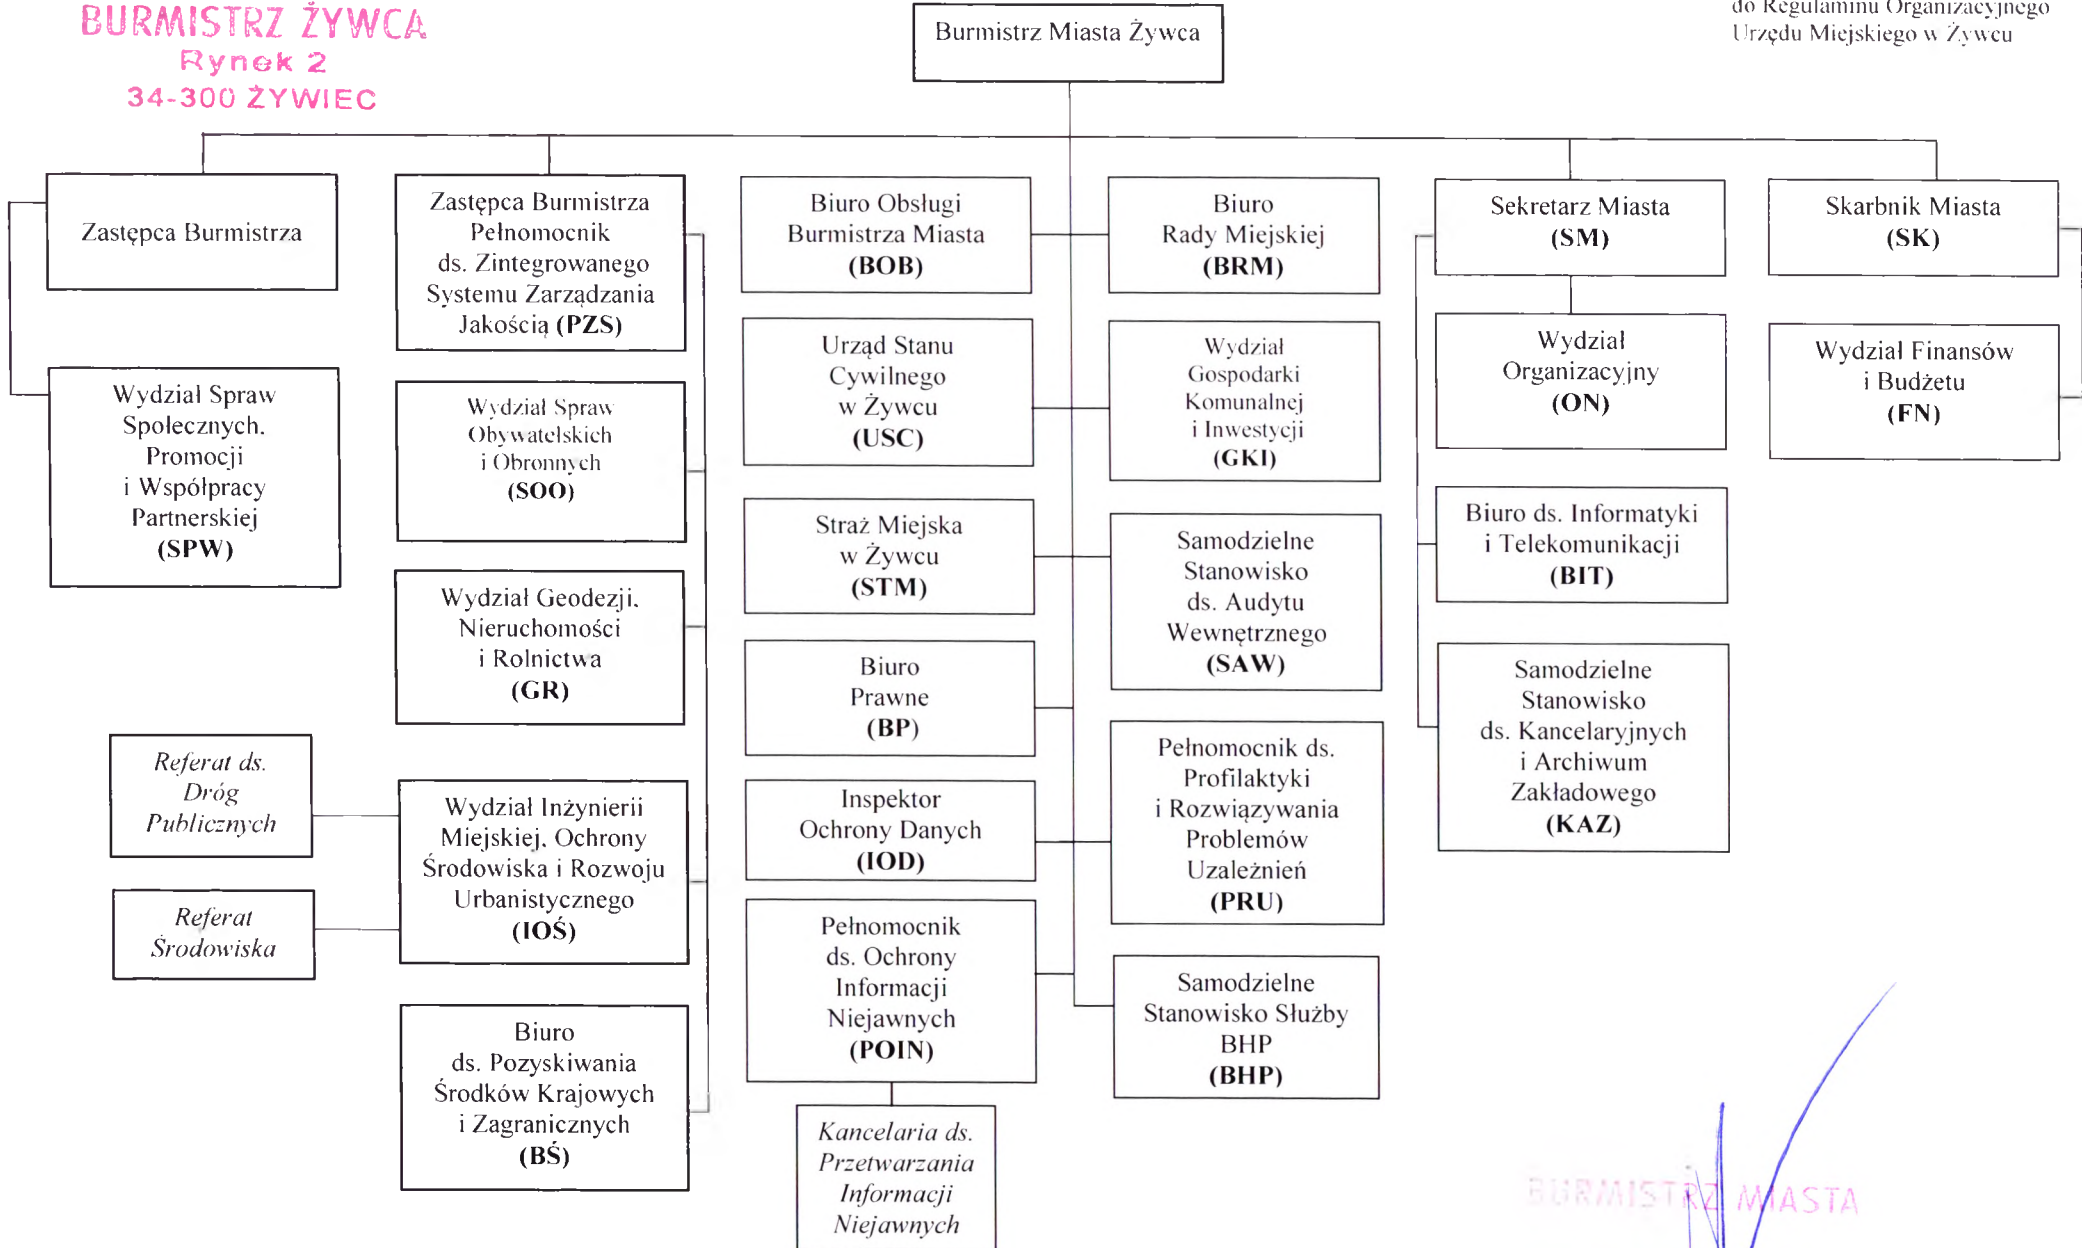 BURMISTRZ ŻYWCA
Rynek 2
34-300 ŻYWIEC
do Regulaminu Organizacyjnego
Urzędu Miejskiego w Żywcu
Burmistrz Miasta Żywca
Zastępca Burmistrza
Wydział Spraw
Społecznych.
Promocji
i Współpracy
Partnerskiej
(SPW)
Zastępca Burmistrza
Pełnomocnik
ds. Zintegrowanego
Systemu Zarządzania
Jakością (PZS)
Wydział Spraw
Obywatelskich
i Obronnych
(SOO)
Wydział Geodezji.
Nieruchomości
i Rolnictwa
(GR)
Referat ds.
Dróg
Publicznych
Referat
Środowiska
Wydział Inżynierii
Miejskiej, Ochrony
Środowiska i Rozwoju
Urbanistycznego
(IOŚ)
Biuro
ds. Pozyskiwania
Środków Krajowych
i Zagranicznych
(BŚ)
Biuro Obsługi
Burmistrza Miasta
(BOB)
Urząd Stanu
Cywilnego
w Żywcu
(USC)
Straż Miejska
w Żywcu
(STM)
Biuro
Prawne
(BP)
Inspektor
Ochrony Danych
(IOD)
Pełnomocnik
ds. Ochrony
Informacji
Niejawnych
(POIN)
Kancelaria ds.
Przetwarzania
Informacji
Niejawnych
Biuro
Rady Miejskiej
(BRM)
Wydział
Gospodarki
Komunalnej
i Inwestycji
(GKI)
Samodzielne
Stanowisko
ds. Audytu
Wewnętrznego
(SAW)
Pełnomocnik ds.
Profilaktyki
i Rozwiązywania
Problemów
Uzależnień
(PRU)
Samodzielne
Stanowisko Służby
BHP
(BHP)
Sekretarz Miasta
(SM)
Wydział
Organizacyjny
(ON)
Biuro ds. Informatyki
i Telekomunikacji
(BIT)
Samodzielne
Stanowisko
ds. Kancelaryjnych
i Archiwum
Zakładowego
(KAZ)
Skarbnik Miasta
(SK)
Wydział Finansów
i Budżetu
(FN)
BURMISTRZ MIASTA